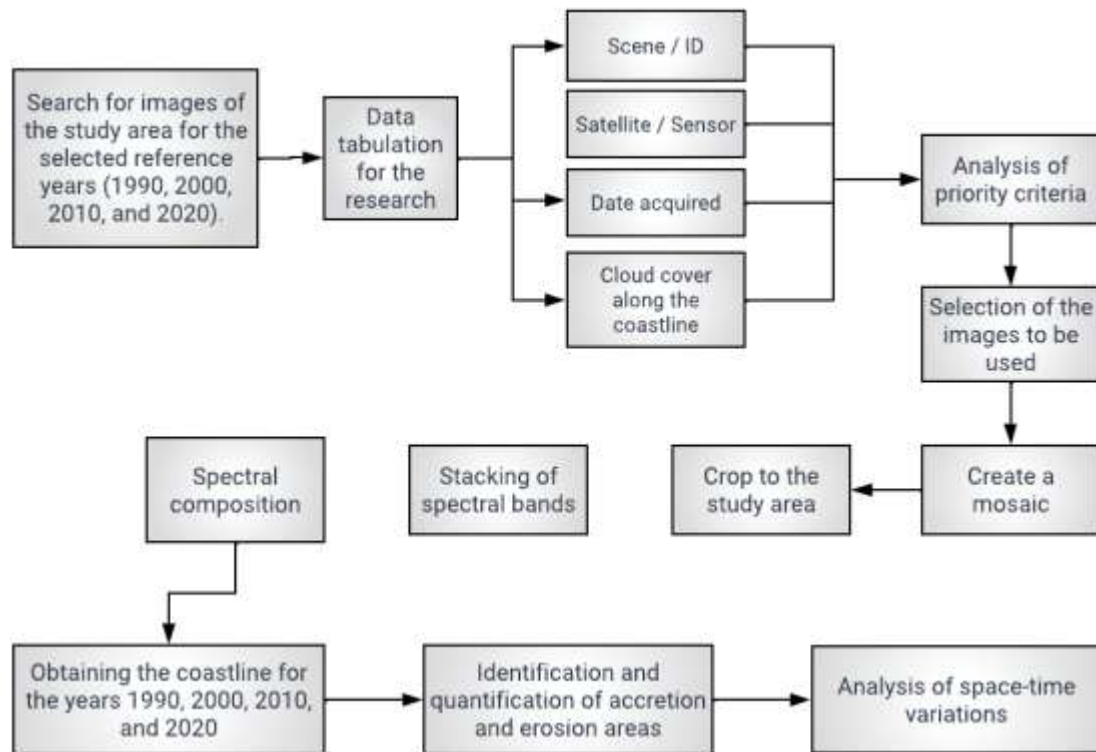 Search for images of
the study area for the
selected reference
years (1990, 2000,
2010, and 2020).
Data
tabulation
for the
research
Scene / ID
Satellite / Sensor
Date acquired
Cloud cover
along the
coastline
Analysis of
priority criteria
Selection of the
images to be
used
Create a
mosaic
Crop to the
study area
Stacking of
spectral bands
Spectral
composition
Obtaining the coastline for
the years 1990, 2000, 2010,
and 2020
Identification and
quantification of accretion
and erosion areas
Analysis of space-time
variations